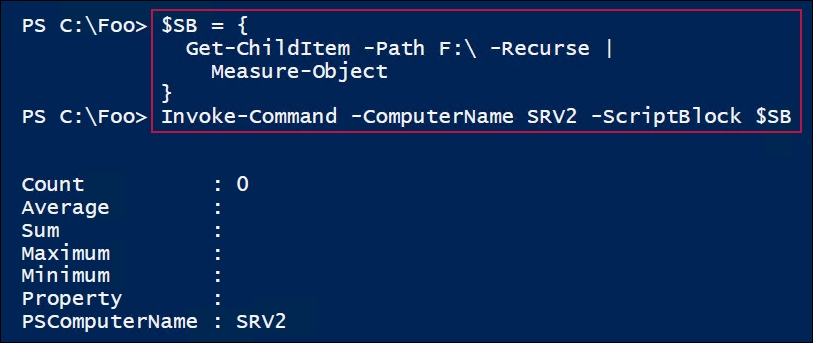 PS C:\Foo> $SB = {
Get-ChildItem -Path F:\ -Recurse |
Measure-Object
}
PS C:\Foo> Invoke-Command -ComputerName SRV2 -ScriptBlock $SB
Count : 0
Average :
Sum :
Maximum :
Minimum :
Property :
PSComputerName : SRV2